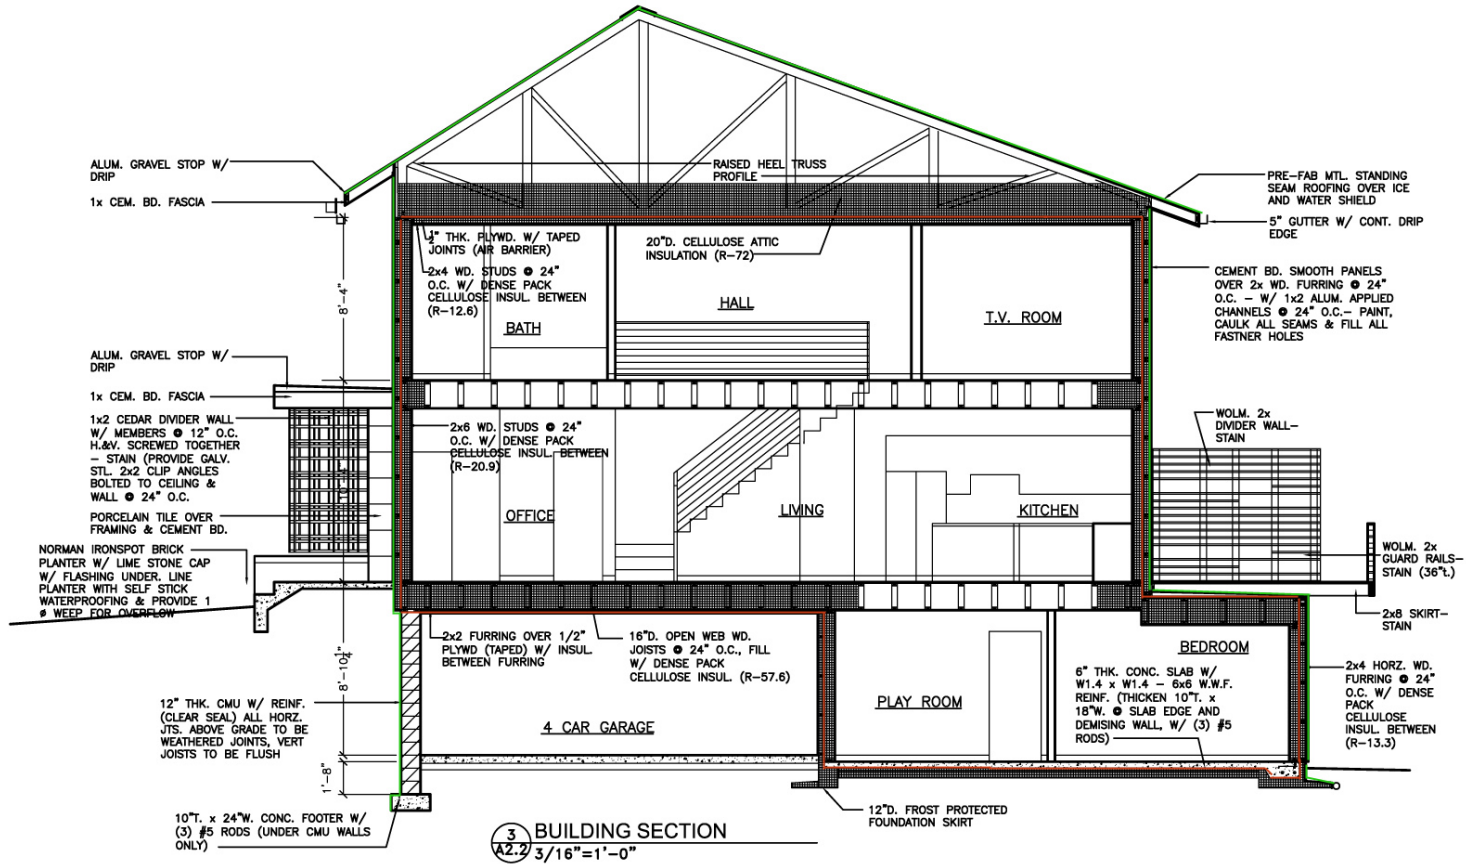 ALUM. GRAVEL STOP W/
DRIP
1x CEM. BD. FASCIA
RAISED HEEL TRUSS
PROFILE
PRE-FAB MTL. STANDING
SEAM ROOFING OVER ICE
AND WATER SHIELD
5" GUTTER W/ CONT. DRIP
EDGE
1/2" THK. PLYWD. W/ TAPED
JOINTS (AIR BARRIER)
2x4 WD. STUDS @ 24"
O.C. W/ DENSE PACK
CELLULOSE INSUL. BETWEEN
(R-12.6)
20"D. CELLULOSE ATTIC
INSULATION (R-72)
CEMENT BD. SMOOTH PANELS
OVER 2x WD. FURRING @ 24"
O.C. - W/ 1x2 ALUM. APPLIED
CHANNELS @ 24" O.C.- PAINT,
CAULK ALL SEAMS & FILL ALL
FASTNER HOLES
8'-4"
BATH
HALL
T.V. ROOM
ALUM. GRAVEL STOP W/
DRIP
1x CEM. BD. FASCIA
1x2 CEDAR DIVIDER WALL
W/ MEMBERS @ 12" O.C.
H.&V. SCREWED TOGETHER
- STAIN (PROVIDE GALV.
STL. 2x2 CLIP ANGLES
BOLTED TO CEILING &
WALL @ 24" O.C.
PORCELAIN TILE OVER
FRAMING & CEMENT BD.
NORMAN IRONSPOT BRICK
PLANTER W/ LIME STONE CAP
W/ FLASHING UNDER. LINE
PLANTER WITH SELF STICK
WATERPROOFING & PROVIDE 1
ø WEEP FOR OVERFLOW
2x6 WD. STUDS @ 24"
O.C. W/ DENSE PACK
CELLULOSE INSUL. BETWEEN
(R-20.9)
OFFICE
LIVING
KITCHEN
WOLM. 2x
DIVIDER WALL-
STAIN
WOLM. 2x
GUARD RAILS-
STAIN (36"t.)
2x8 SKIRT-
STAIN
2x2 FURRING OVER 1/2"
PLYWD (TAPED) W/ INSUL.
BETWEEN FURRING
16"D. OPEN WEB WD.
JOISTS @ 24" O.C., FILL
W/ DENSE PACK
CELLULOSE INSUL. (R-57.6)
8'-10 1/4"
BEDROOM
6" THK. CONC. SLAB W/
W1.4 x W1.4 - 6x6 W.W.F.
REINF. (THICKEN 10"T. x
18"W. @ SLAB EDGE AND
DEMISING WALL, W/ (3) #5
RODS)
2x4 HORZ. WD.
FURRING @ 24"
O.C. W/ DENSE
PACK
CELLULOSE
INSUL. BETWEEN
(R-13.3)
12" THK. CMU W/ REINF.
(CLEAR SEAL) ALL HORZ.
JTS. ABOVE GRADE TO BE
WEATHERED JOINTS, VERT
JOISTS TO BE FLUSH
4 CAR GARAGE
PLAY ROOM
1'-8"
10"T. x 24"W. CONC. FOOTER W/
(3) #5 RODS (UNDER CMU WALLS
ONLY)
12"D. FROST PROTECTED
FOUNDATION SKIRT
3
A2.2
BUILDING SECTION
3/16"=1'-0"